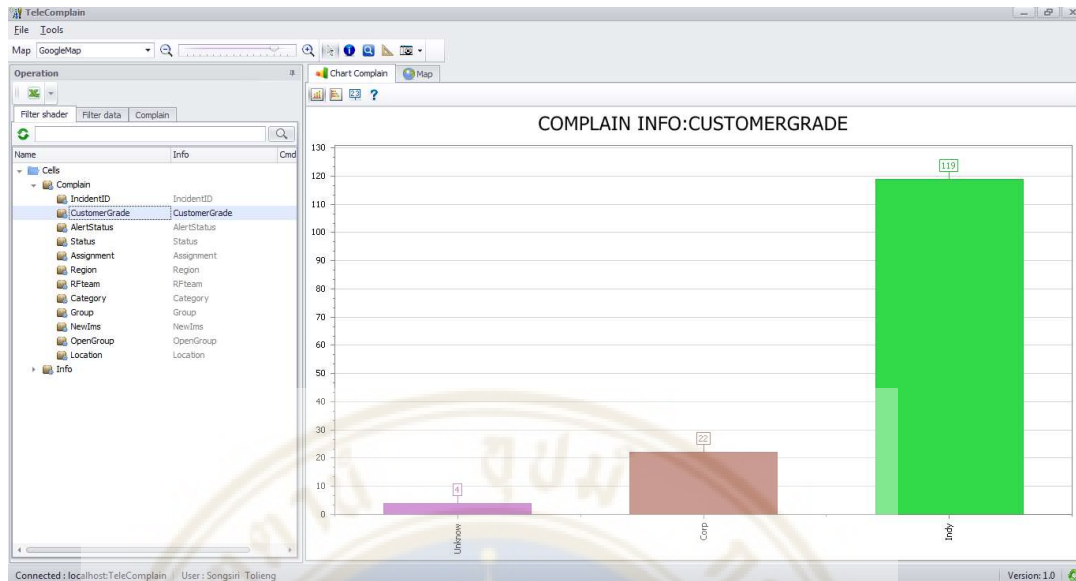 TeleComplain
File Tools
Map GoogleMap
Operation
Filter shader Filter data Complain
Name Info Cmd
Cells
Complain
IncidentID IncidentID
CustomerGrade CustomerGrade
AlertStatus AlertStatus
Status Status
Assignment Assignment
Region Region
RFteam RFteam
Category Category
Group Group
NewIms NewIms
OpenGroup OpenGroup
Location Location
Info
Chart Complain Map
COMPLAIN INFO:CUSTOMERGRADE
130
120
110
100
90
80
70
60
50
40
30
20
10
0
4
22
119
Unknow
Corp
Indy
Connected : localhost:TeleComplain User : Songsiri Tolieng
Version: 1.0